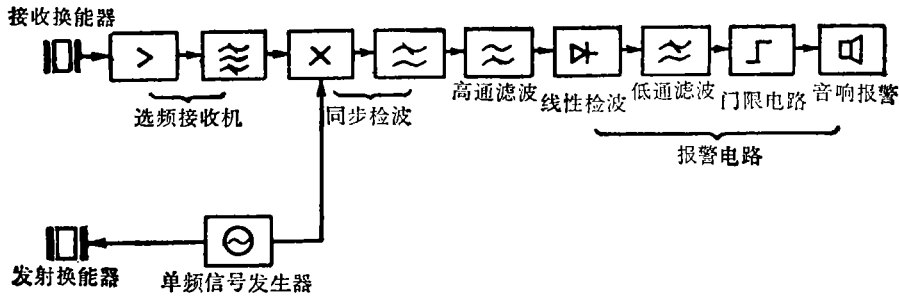 接收换能器
选频接收机
同步检波
高通滤波
线性检波
低通滤波
门限电路
音响报警
报警电路
发射换能器
单频信号发生器